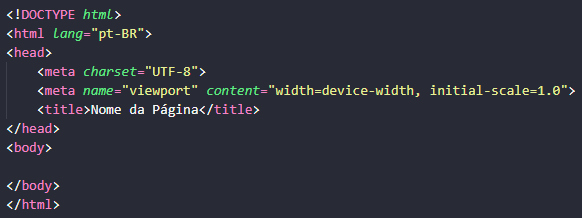 <!DOCTYPE html>
<html lang="pt-BR">
<head>
    <meta charset="UTF-8">
    <meta name="viewport" content="width=device-width, initial-scale=1.0">
    <title>Nome da Página</title>
</head>
<body>

</body>
</html>